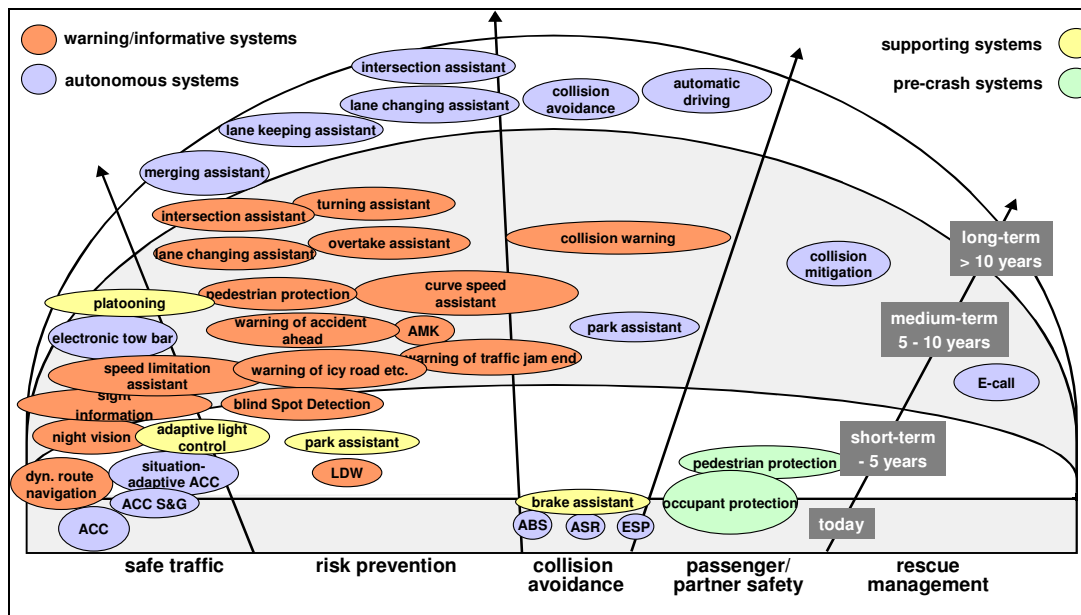 warning/informative systems
autonomous systems
supporting systems
pre-crash systems
intersection assistant
lane changing assistant
collision
avoidance
automatic
driving
lane keeping assistant
merging assistant
turning assistant
intersection assistant
overtake assistant
lane changing assistant
collision warning
collision
mitigation
long-term
> 10 years
pedestrian protection
curve speed
assistant
platooning
electronic tow bar
warning of accident
ahead
AMK
park assistant
medium-term
5 - 10 years
warning of traffic jam end
speed limitation
assistant
warning of icy road etc.
E-call
sight
information
blind Spot Detection
night vision
adaptive light
control
park assistant
short-term
- 5 years
dyn. route
navigation
situation-
adaptive ACC
LDW
pedestrian protection
ACC S&G
brake assistant
occupant protection
ACC
ABS
ASR
ESP
today
safe traffic
risk prevention
collision
avoidance
passenger/
partner safety
rescue
management